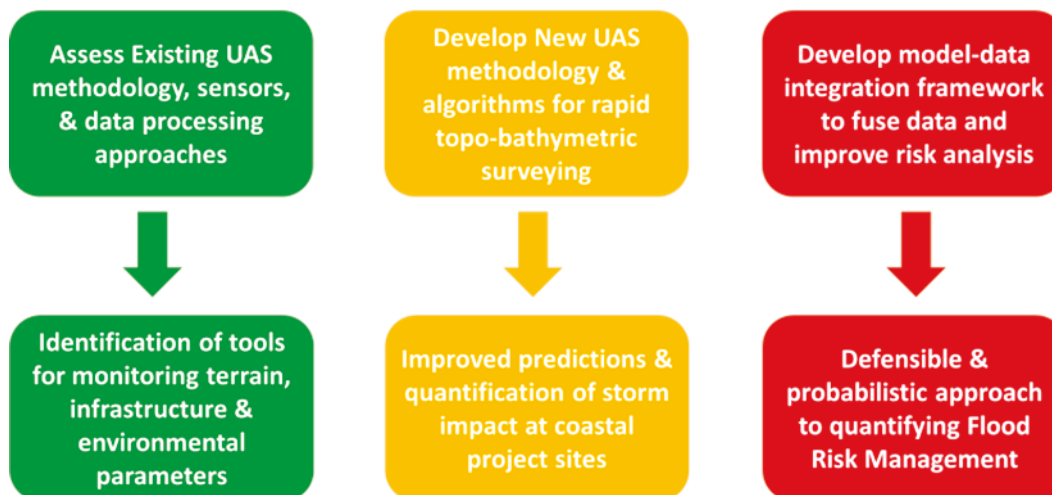 Assess Existing UAS
methodology, sensors,
& data processing
approaches
Develop New UAS
methodology &
algorithms for rapid
topo-bathymetric
surveying
Develop model-data
integration framework
to fuse data and
improve risk analysis
Identification of tools
for monitoring terrain,
infrastructure &
environmental
parameters
Improved predictions &
quantification of storm
impact at coastal
project sites
Defensible &
probabilistic approach
to quantifying Flood
Risk Management